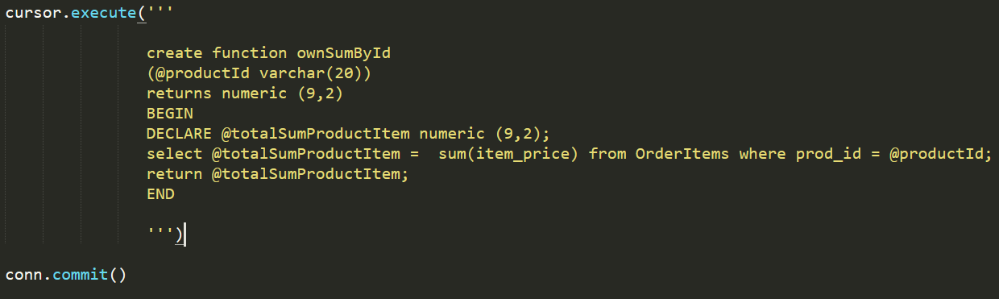 cursor.execute('''
create function ownSumById
(@productId varchar(20))
returns numeric (9,2)
BEGIN
DECLARE @totalSumProductItem numeric (9,2);
select @totalSumProductItem =  sum(item_price) from OrderItems where prod_id = @productId;
return @totalSumProductItem;
END
''')
conn.commit()